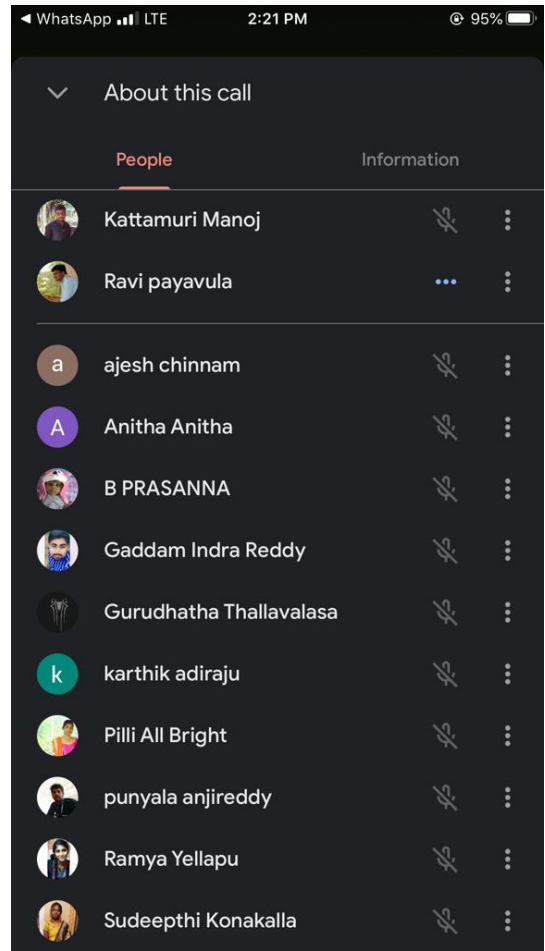 ◀ WhatsApp LTE 2:21 PM 95%
About this call
People Information
Kattamuri Manoj
Ravi payavula
a ajesh chinnam
A Anitha Anitha
B PRASANNA
Gaddam Indra Reddy
Gurudhatha Thallavalasa
k karthik adiraju
Pilli All Bright
punyala anjireddy
Ramya Yellapu
Sudeepthi Konakalla